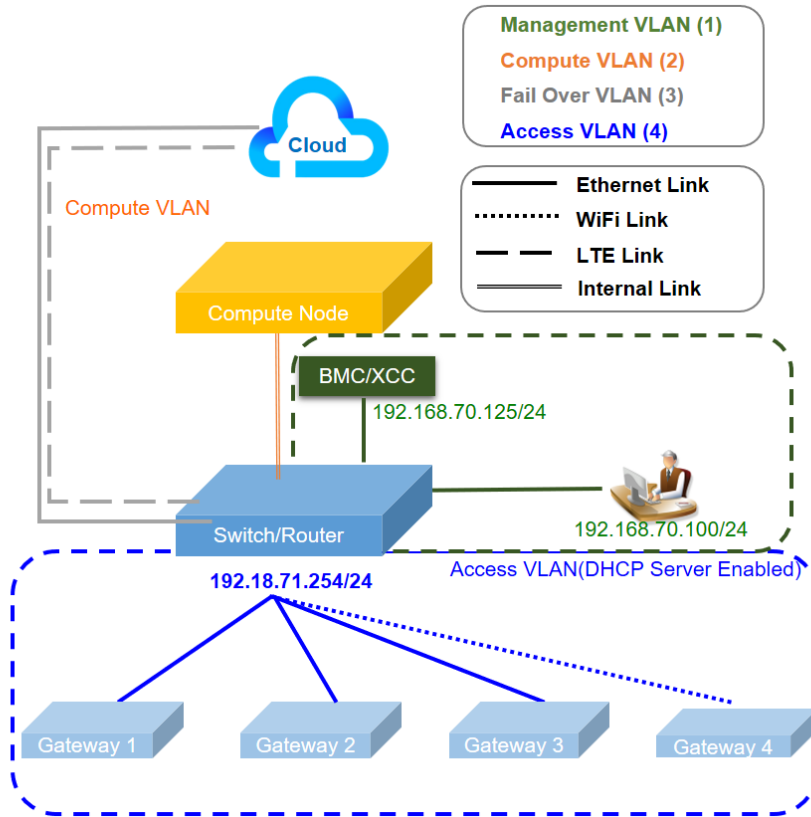 Management VLAN (1)
Compute VLAN (2)
Fail Over VLAN (3)
Access VLAN (4)
Cloud
Ethernet Link
WiFi Link
LTE Link
Internal Link
Compute VLAN
Compute Node
BMC/XCC
192.168.70.125/24
Switch/Router
192.168.70.100/24
Access VLAN(DHCP Server Enabled)
192.18.71.254/24
Gateway 1
Gateway 2
Gateway 3
Gateway 4